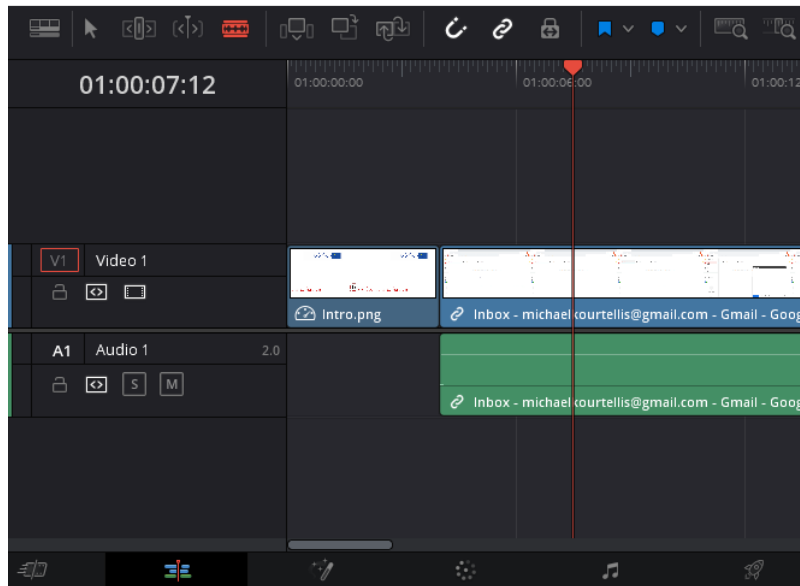 01:00:07:12
01:00:00:00
01:00:06:00
01:00:12
V1 Video 1
Intro.png
Inbox - michaelkourtellis@gmail.com - Gmail - Goog
A1 Audio 1 2.0
S M
Inbox - michaelkourtellis@gmail.com - Gmail - Goog